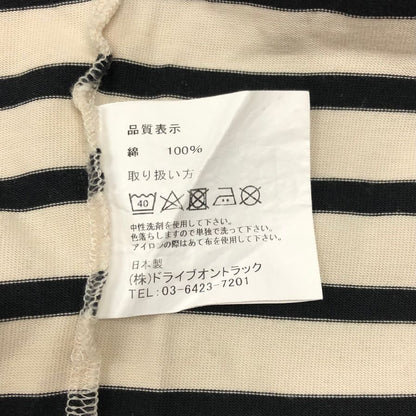 品質表示
綿 100%
取り扱い方
40
中性洗剤を使用して下さい。
色落らしますので単独で洗って下さい。
アイロンの際はあて布を使用して下さい。
日本製
(株)ドライブオントラック
TEL: 03-6423-7201